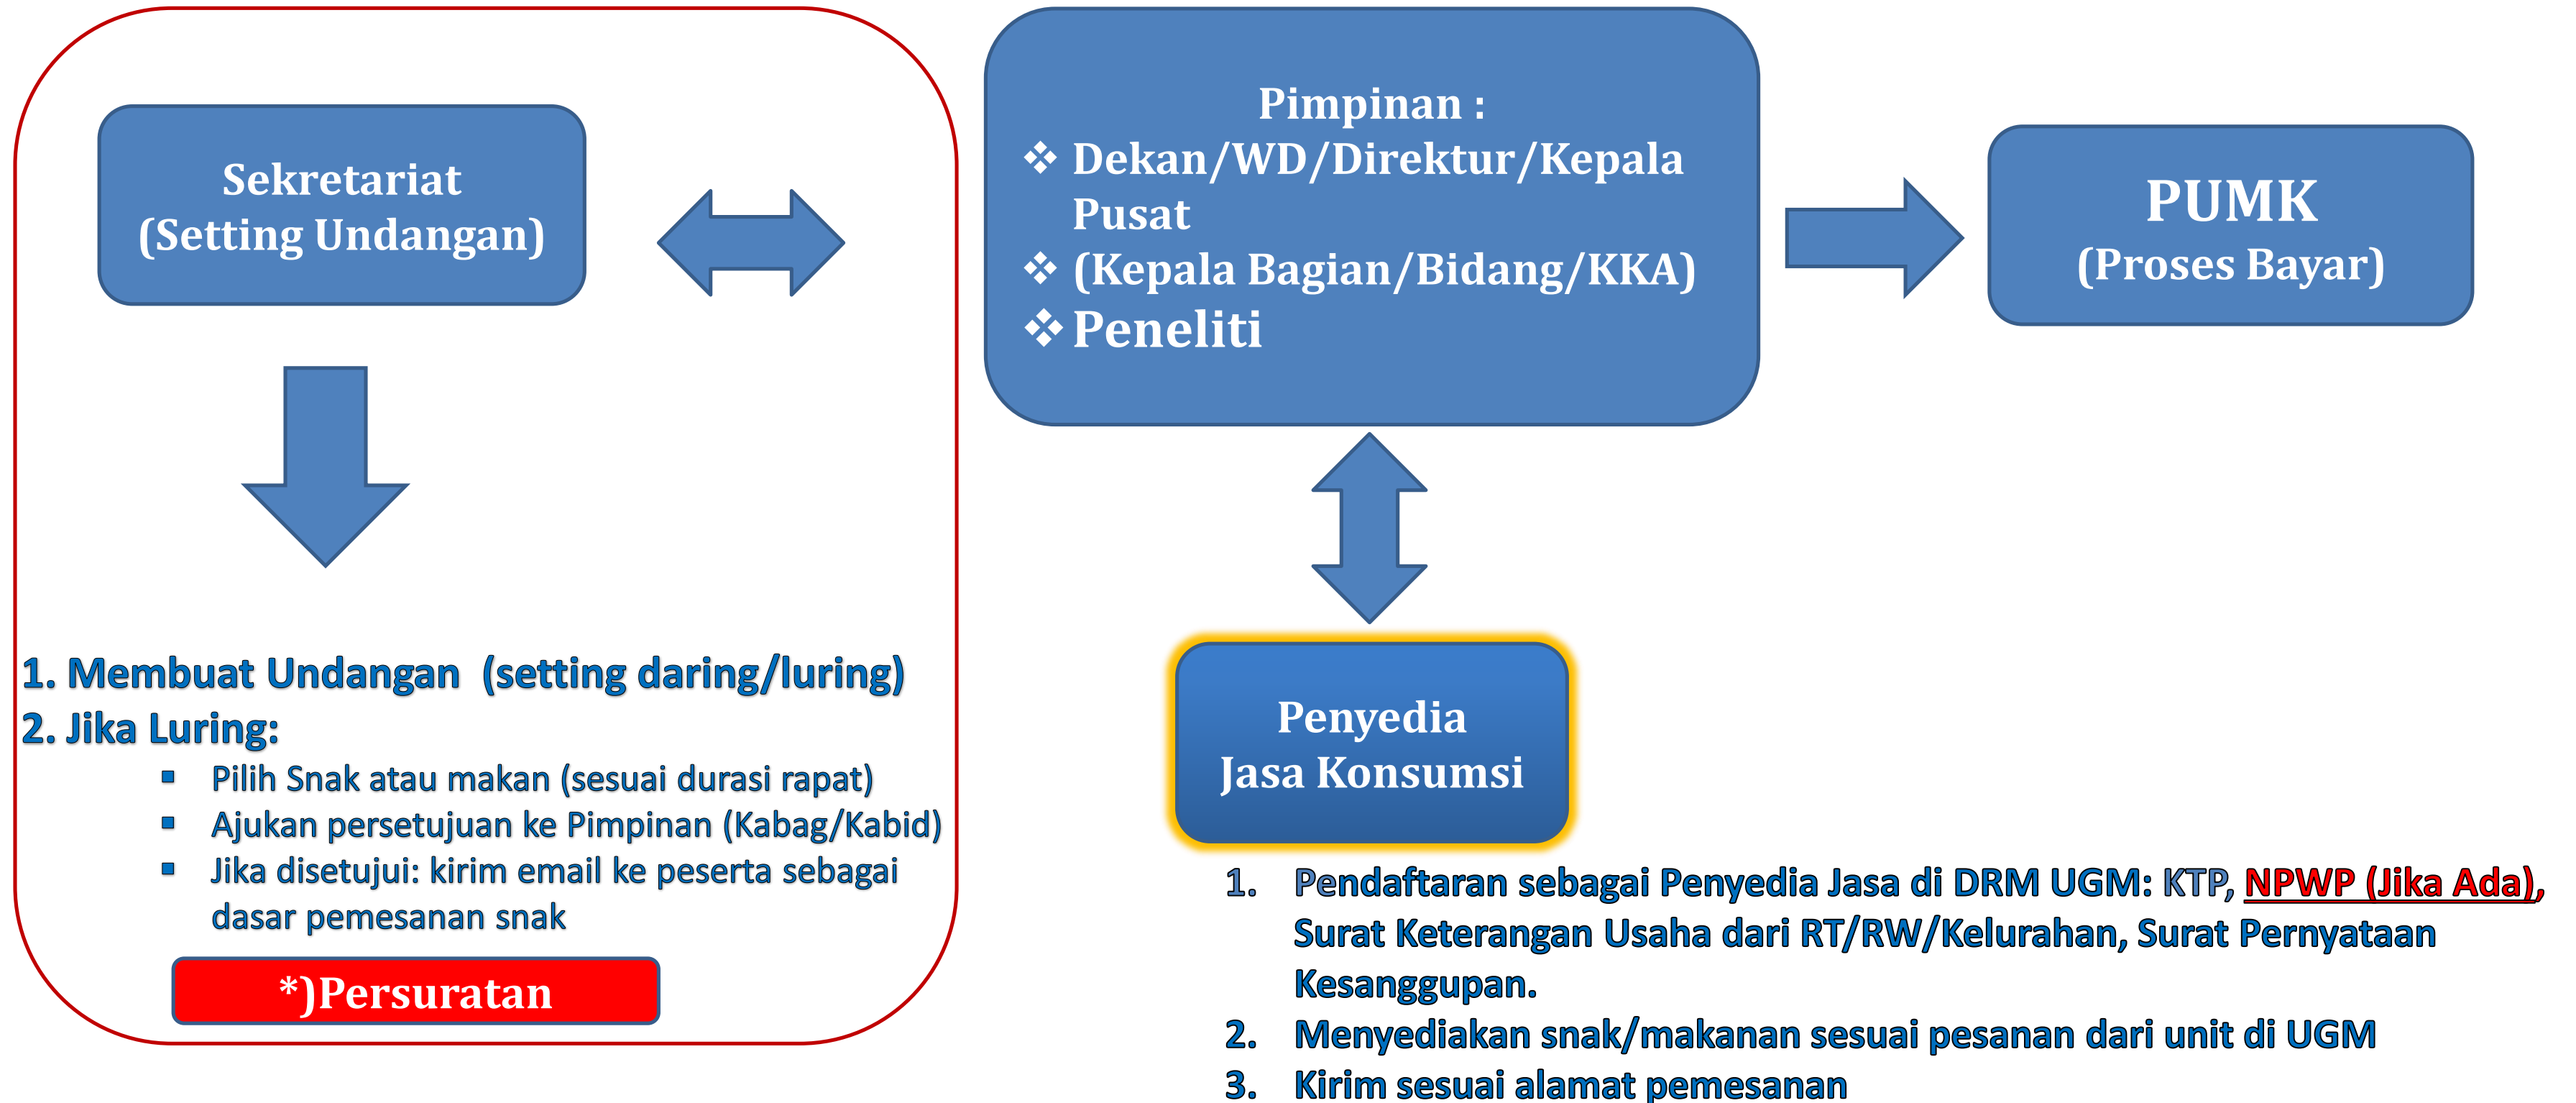 Sekretariat
(Setting Undangan)
Pimpinan :
❖ Dekan/WD/Direktur/Kepala
Pusat
❖ (Kepala Bagian/Bidang/KKA)
❖ Peneliti
PUMK
(Proses Bayar)
1. Membuat Undangan (setting daring/luring)
2. Jika Luring:
▪ Pilih Snak atau makan (sesuai durasi rapat)
▪ Ajukan persetujuan ke Pimpinan (Kabag/Kabid)
▪ Jika disetujui: kirim email ke peserta sebagai
dasar pemesanan snak
*)Persuratan
Penyedia
Jasa Konsumsi
1. Pendaftaran sebagai Penyedia Jasa di DRM UGM: KTP, NPWP (Jika Ada),
Surat Keterangan Usaha dari RT/RW/Kelurahan, Surat Pernyataan
Kesanggupan.
2. Menyediakan snak/makanan sesuai pesanan dari unit di UGM
3. Kirim sesuai alamat pemesanan